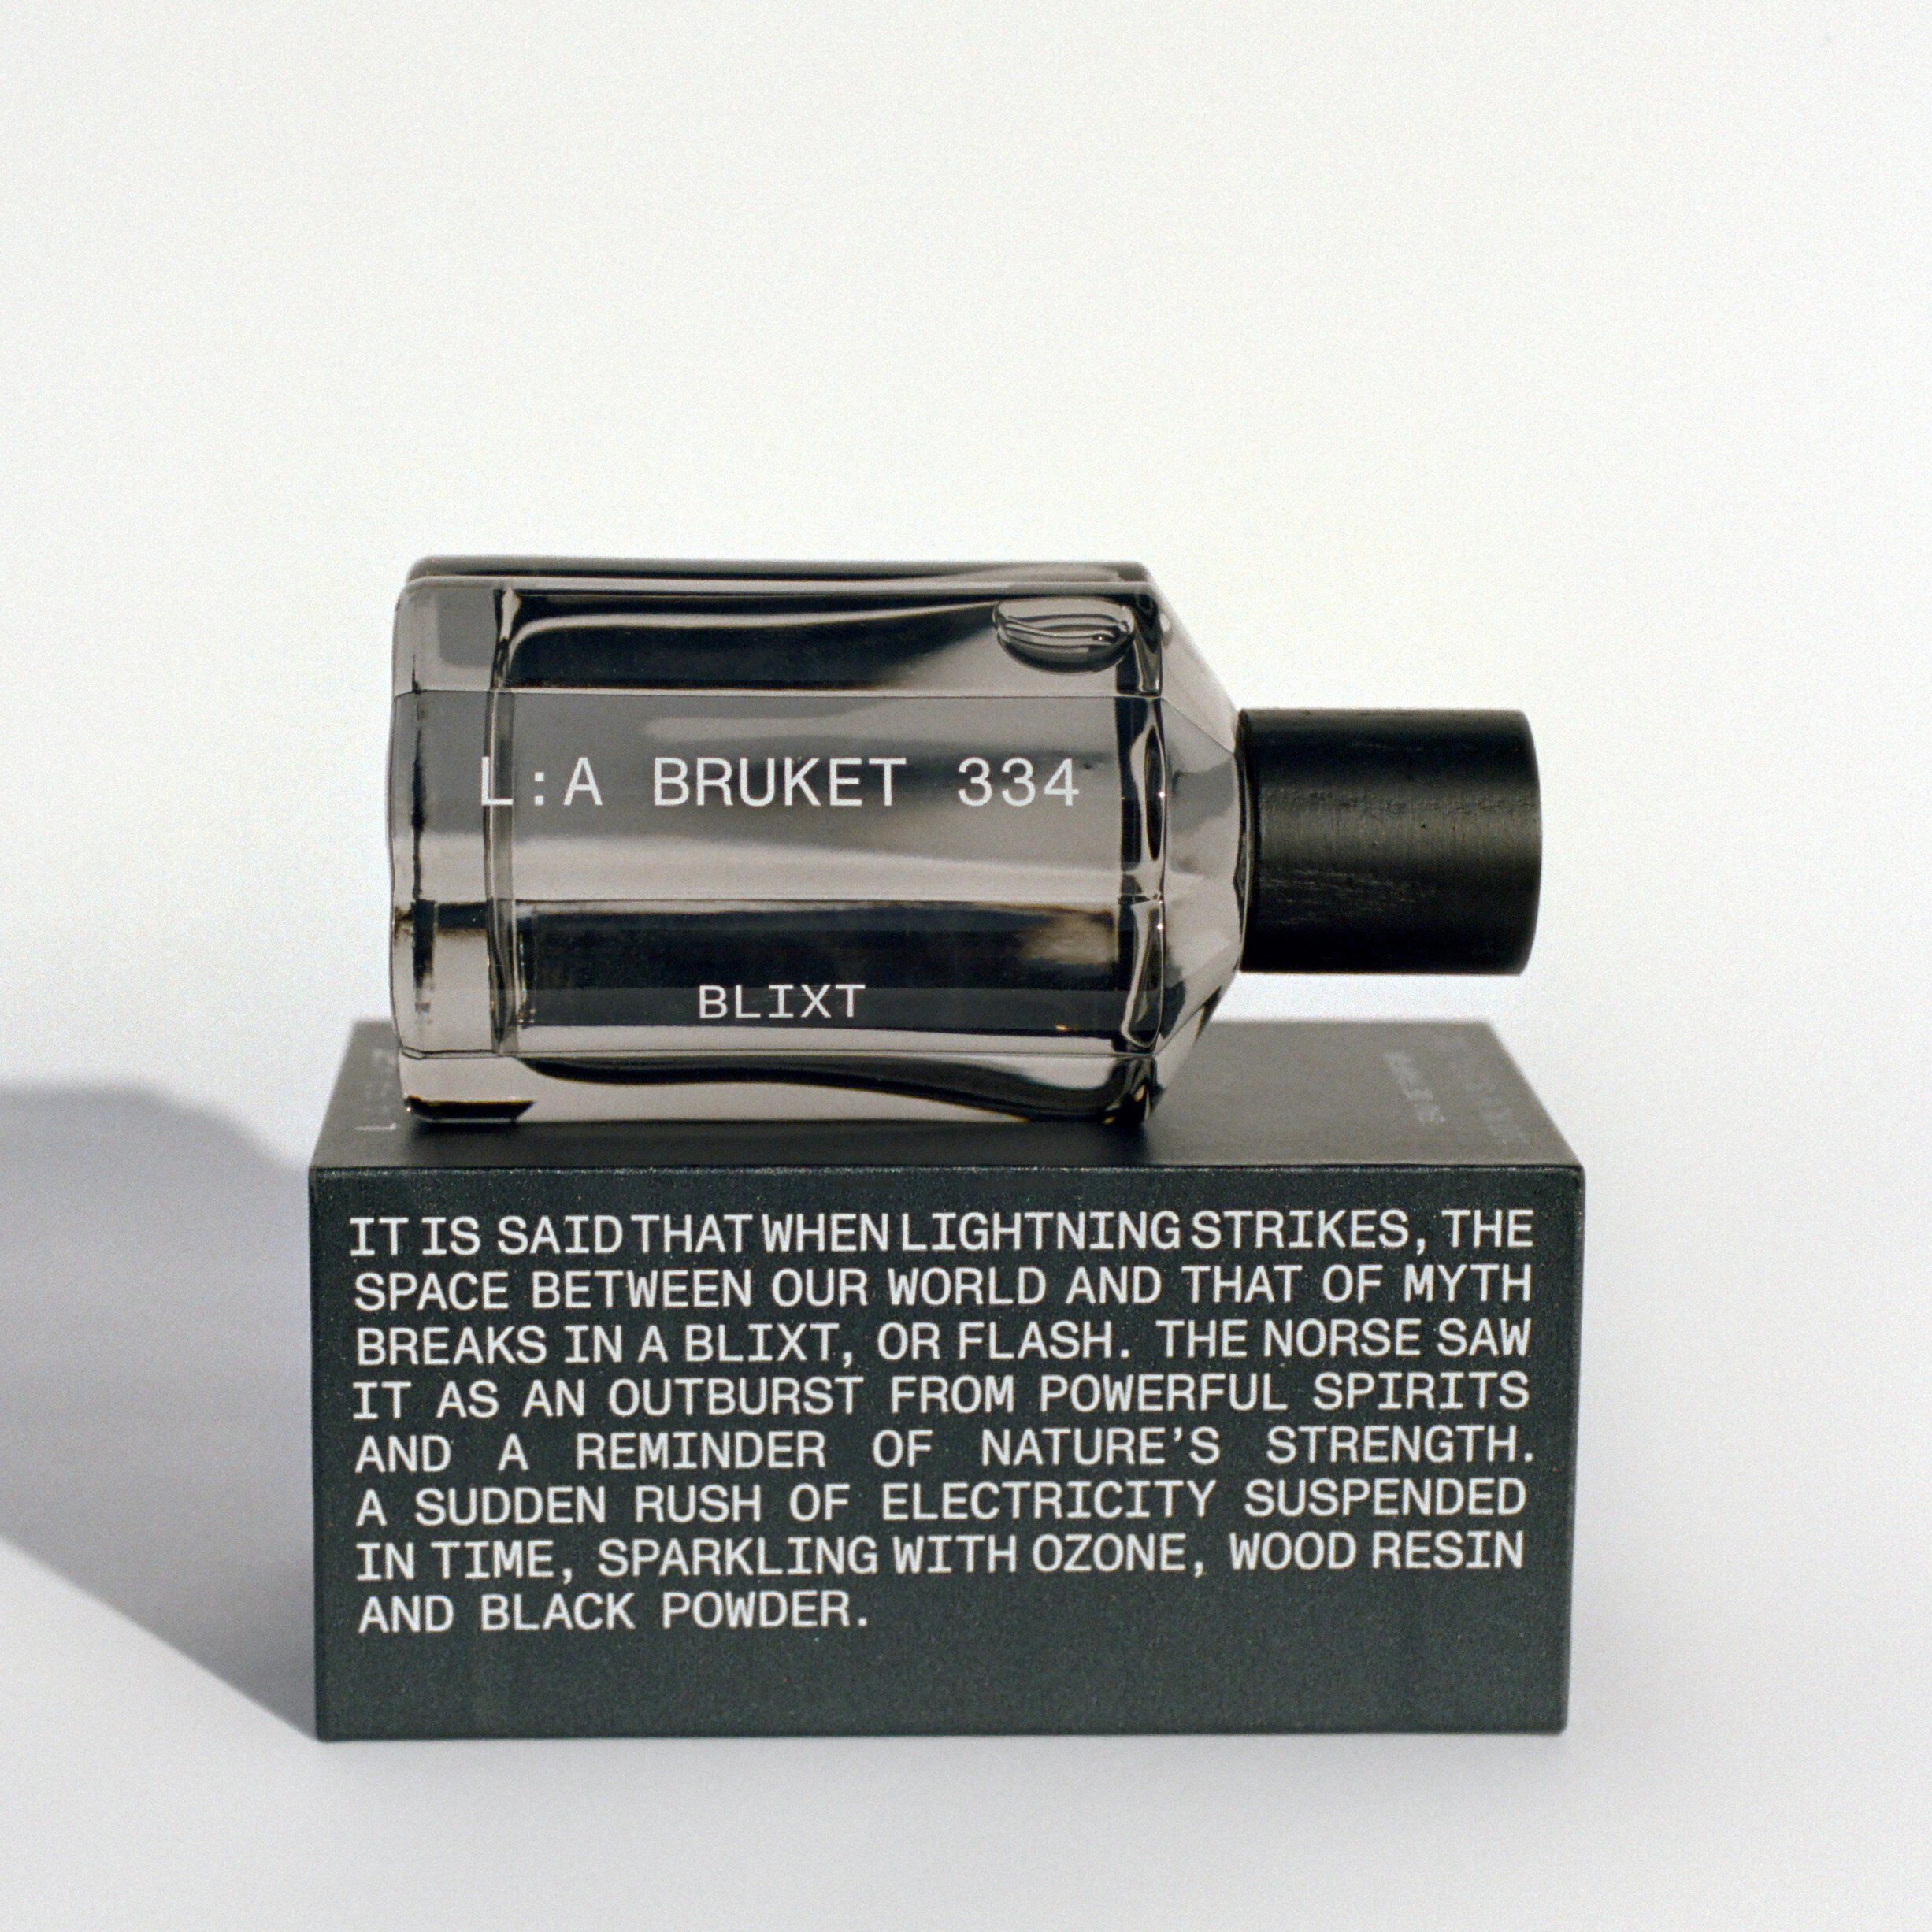 L:A BRUKET 334
BLIXT
IT IS SAID THAT WHEN LIGHTNING STRIKES, THE
SPACE BETWEEN OUR WORLD AND THAT OF MYTH
BREAKS IN A BLIXT, OR FLASH. THE NORSE SAW
IT AS AN OUTBURST FROM POWERFUL SPIRITS
AND A REMINDER OF NATURE'S STRENGTH.
A SUDDEN RUSH OF ELECTRICITY SUSPENDED
IN TIME, SPARKLING WITH OZONE, WOOD RESIN
AND BLACK POWDER.